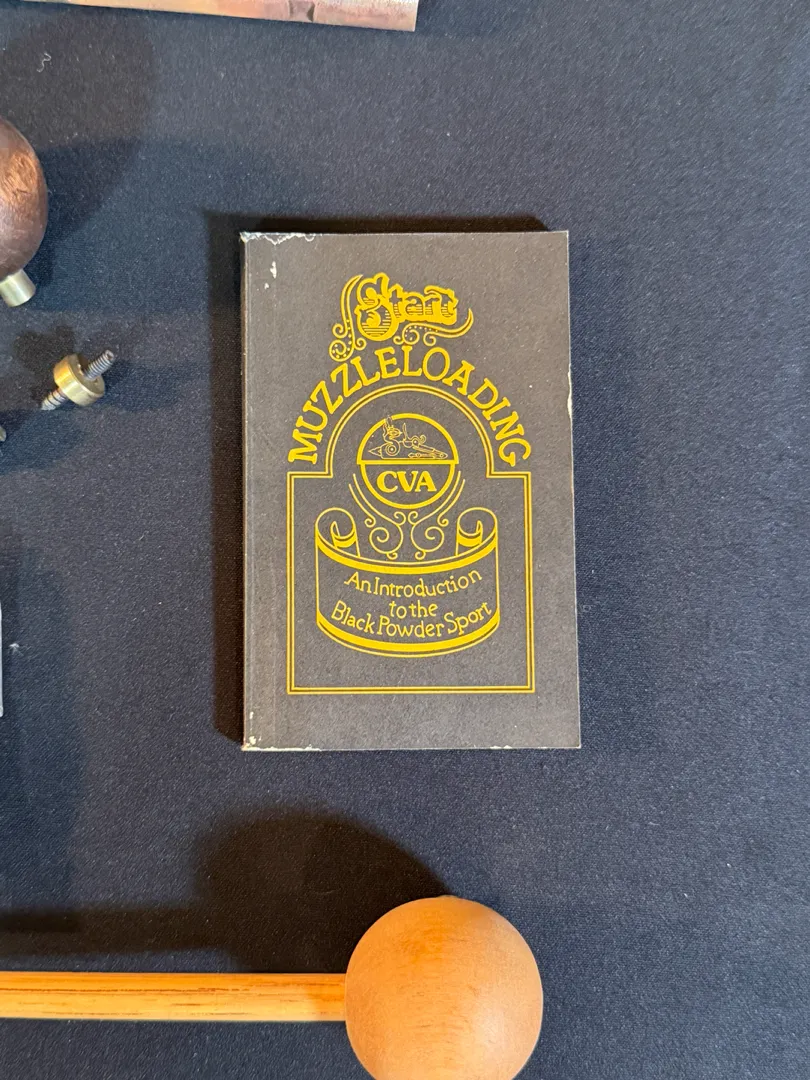 Start
MUZZLELOADING
CVA
An Introduction
to the
Black Powder Sport